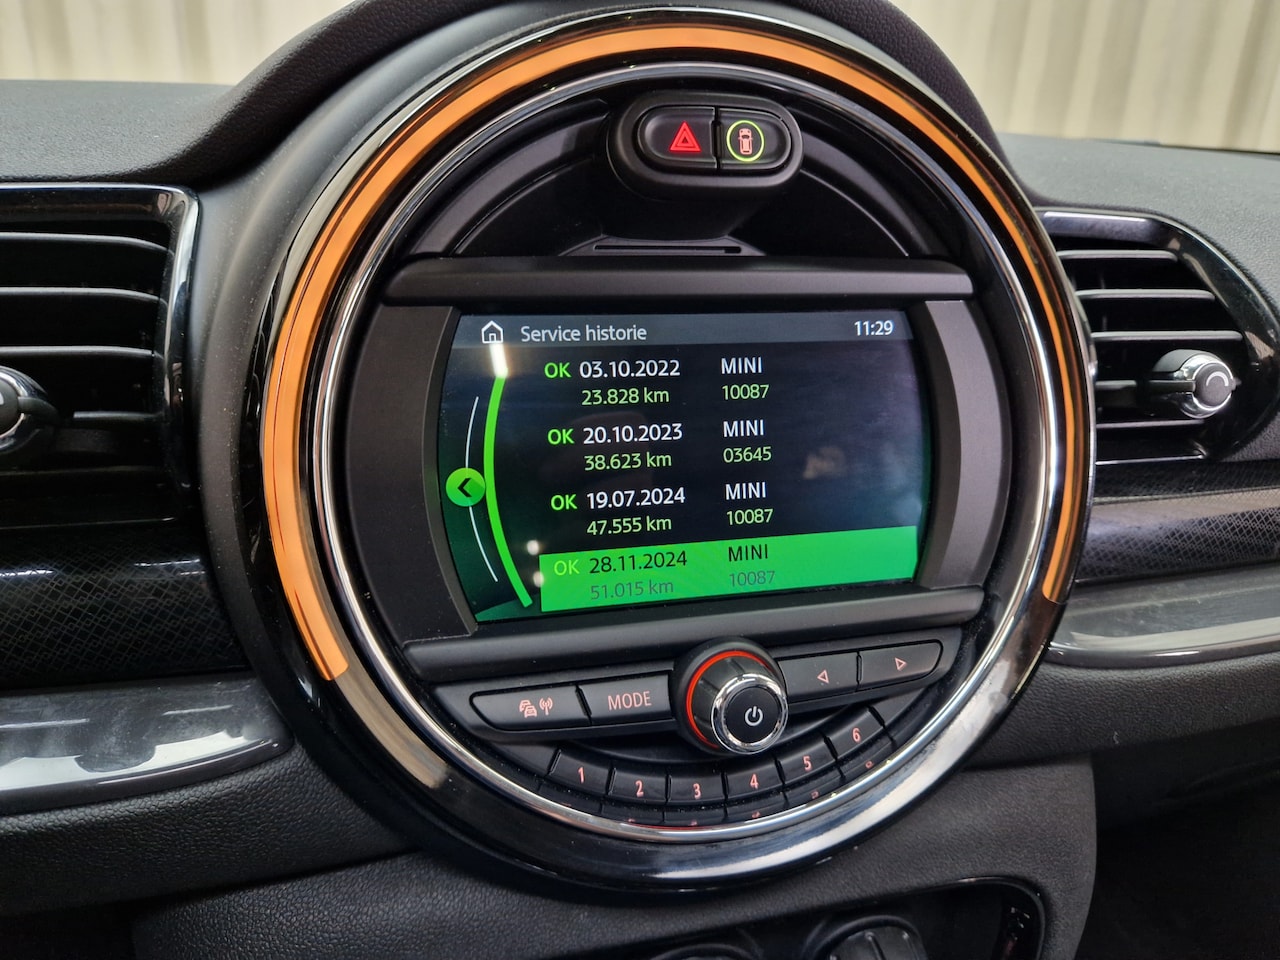 Service historie 11:29
OK 03.10.2022 MINI
23.828 km 10087
OK 20.10.2023 MINI
38.623 km 03645
OK 19.07.2024 MINI
47.555 km 10087
OK 28.11.2024 MINI
51.015 km 10087
MODE
1 2 3 4 5 6